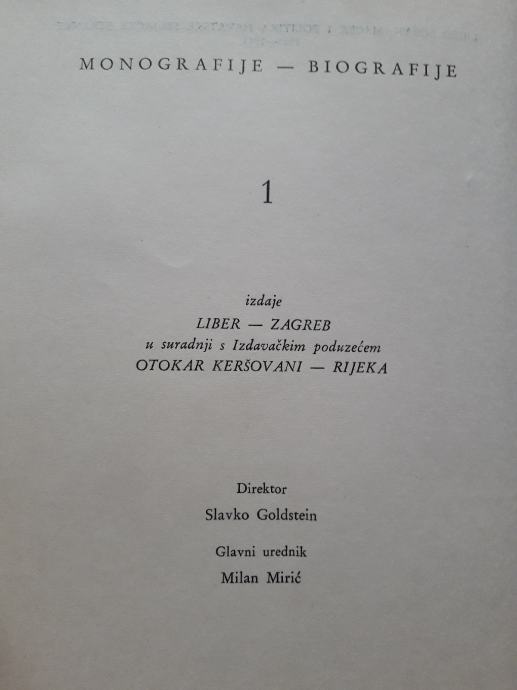 MONOGRAFIJE — BIOGRAFIJE
1
izdaje
LIBER — ZAGREB
u suradnji s Izdavačkim poduzećem
OTOKAR KERŠOVANI — RIJEKA
Direktor
Slavko Goldstein
Glavni urednik
Milan Mirić